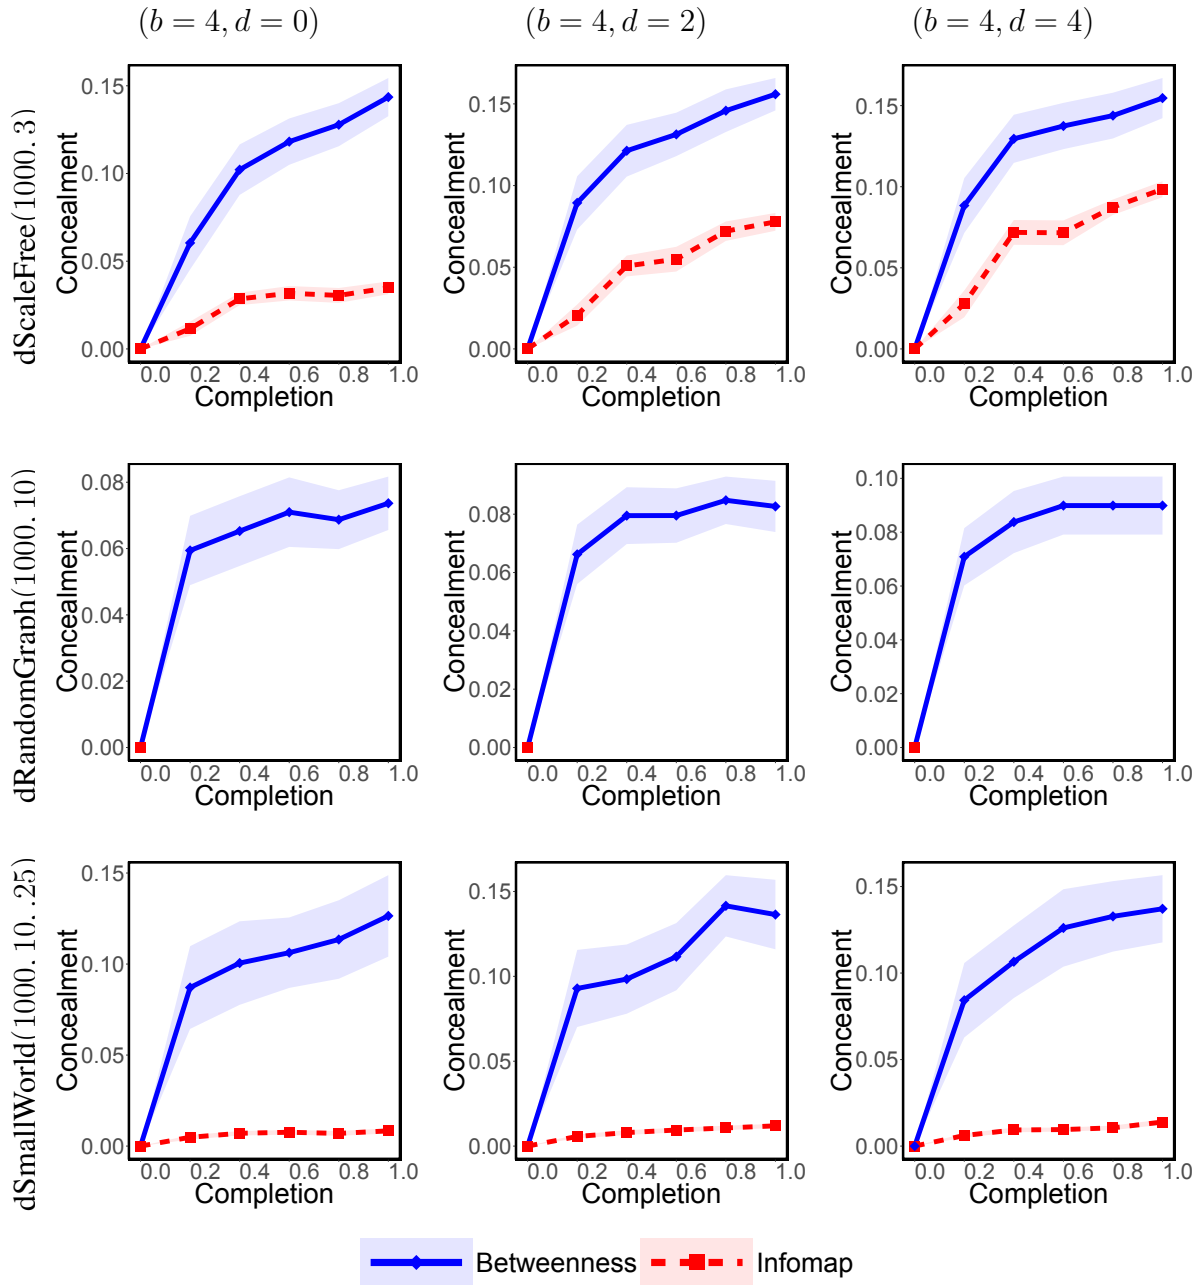 (b = 4, d = 0)
(b = 4, d = 2)
(b = 4, d = 4)
dScaleFree(1000, 3)
Concealment
0.15
0.10
0.05
0.00
0.0 0.2 0.4 0.6 0.8 1.0
Completion
Concealment
0.15
0.10
0.05
0.00
0.0 0.2 0.4 0.6 0.8 1.0
Completion
Concealment
0.15
0.10
0.05
0.00
0.0 0.2 0.4 0.6 0.8 1.0
Completion
dRandomGraph(1000, 10)
Concealment
0.08
0.06
0.04
0.02
0.00
0.0 0.2 0.4 0.6 0.8 1.0
Completion
Concealment
0.08
0.06
0.04
0.02
0.00
0.0 0.2 0.4 0.6 0.8 1.0
Completion
Concealment
0.10
0.08
0.06
0.04
0.02
0.00
0.0 0.2 0.4 0.6 0.8 1.0
Completion
dSmallWorld(1000, 10, .25)
Concealment
0.15
0.10
0.05
0.00
0.0 0.2 0.4 0.6 0.8 1.0
Completion
Concealment
0.15
0.10
0.05
0.00
0.0 0.2 0.4 0.6 0.8 1.0
Completion
Concealment
0.15
0.10
0.05
0.00
0.0 0.2 0.4 0.6 0.8 1.0
Completion
Betweenness
Infomap